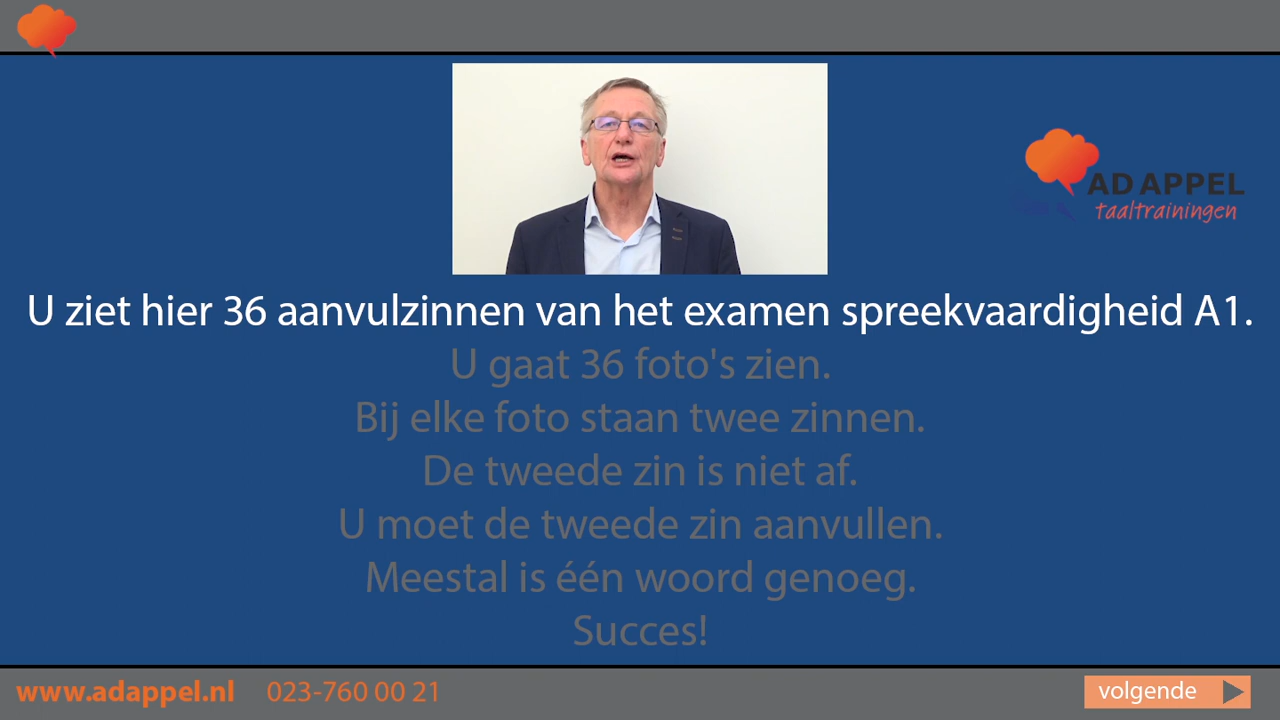 AD APPEL
taaltrainingen
U ziet hier 36 aanvulzinnen van het examen spreekvaardigheid A1.
U gaat 36 foto's zien.
Bij elke foto staan twee zinnen.
De tweede zin is niet af.
U moet de tweede zin aanvullen.
Meestal is één woord genoeg.
Succes!
www.adappel.nl 023-760 00 21
volgende